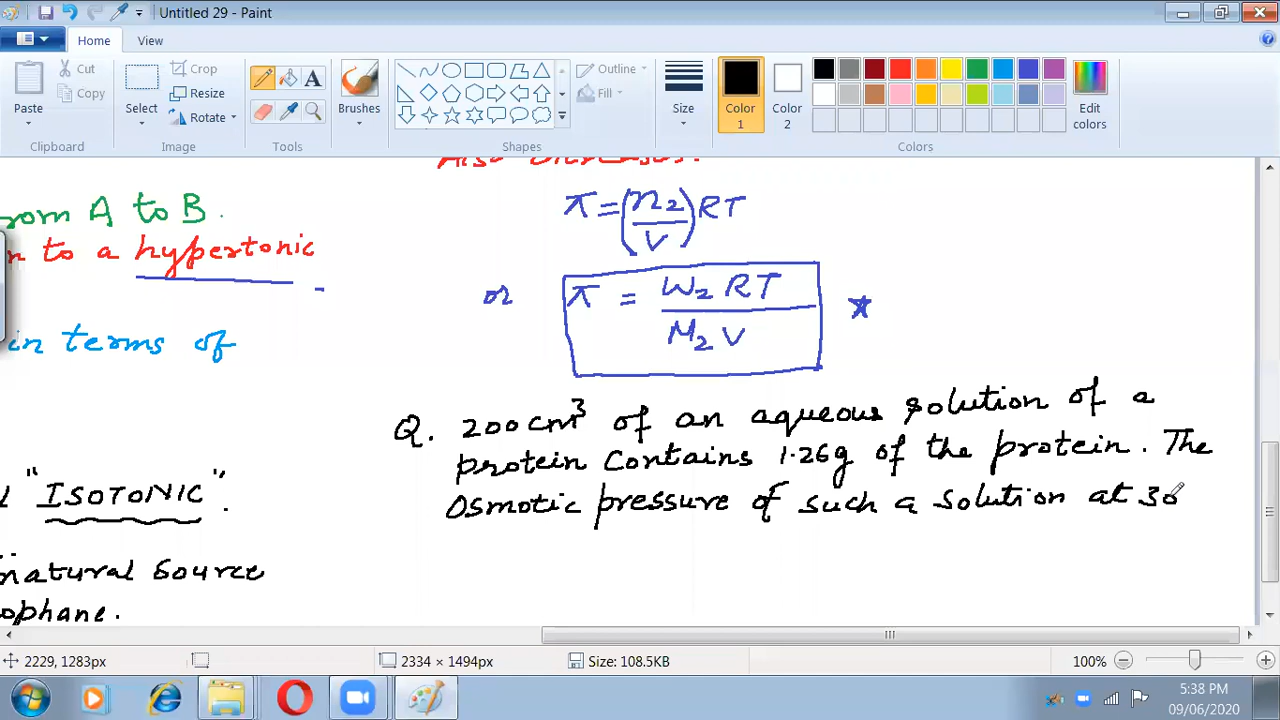 Untitled 29 - Paint
Home View
Cut
Copy
Paste
Clipboard
Crop
Resize
Rotate
Select
Image
Tools
Brushes
Outline
Fill
Shapes
Size
Color 1
Color 2
Edit colors
Colors
Also
rom A to B.
n to a hypertonic
in terms of
"ISOTONIC".
natural Source
ophane.
π = (n2/V) RT
or π = W2 RT / M2 V ★
Q. 200 cm³ of an aqueous solution of a
protein contains 1.26g of the protein. The
Osmotic pressure of such a solution at 30
2229, 1283px
2334 × 1494px
Size: 108.5KB
100%
5:38 PM
09/06/2020